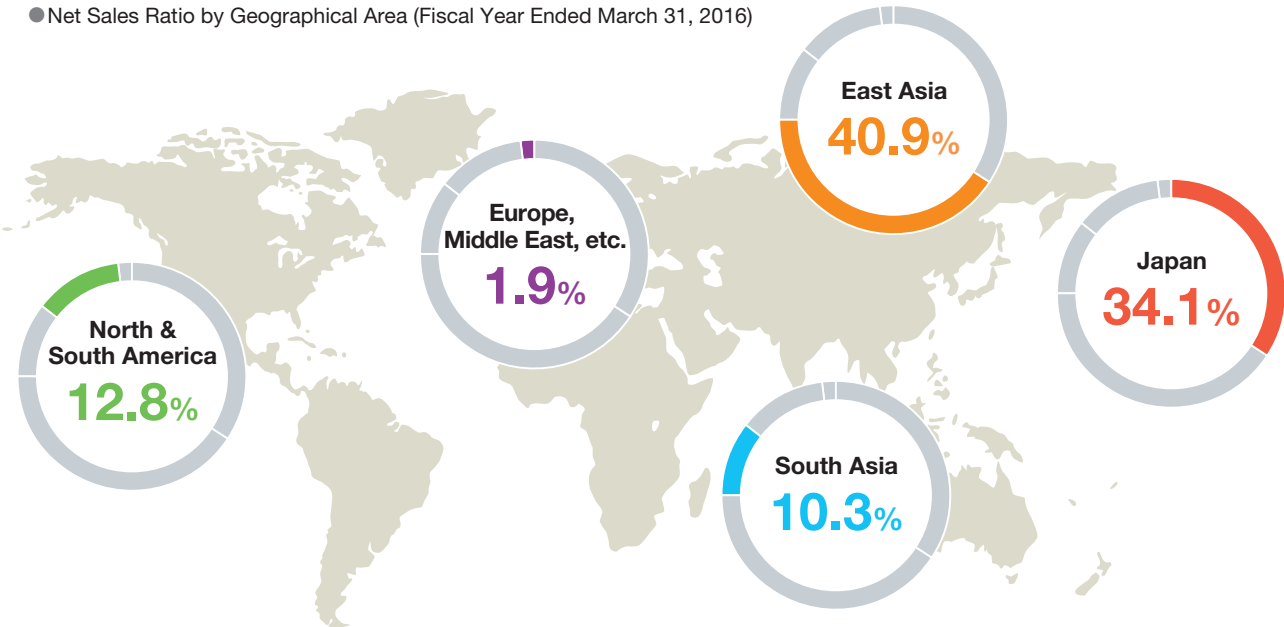 ●Net Sales Ratio by Geographical Area (Fiscal Year Ended March 31, 2016)
East Asia
40.9%
Europe,
Middle East, etc.
1.9%
Japan
34.1%
North &
South America
12.8%
South Asia
10.3%